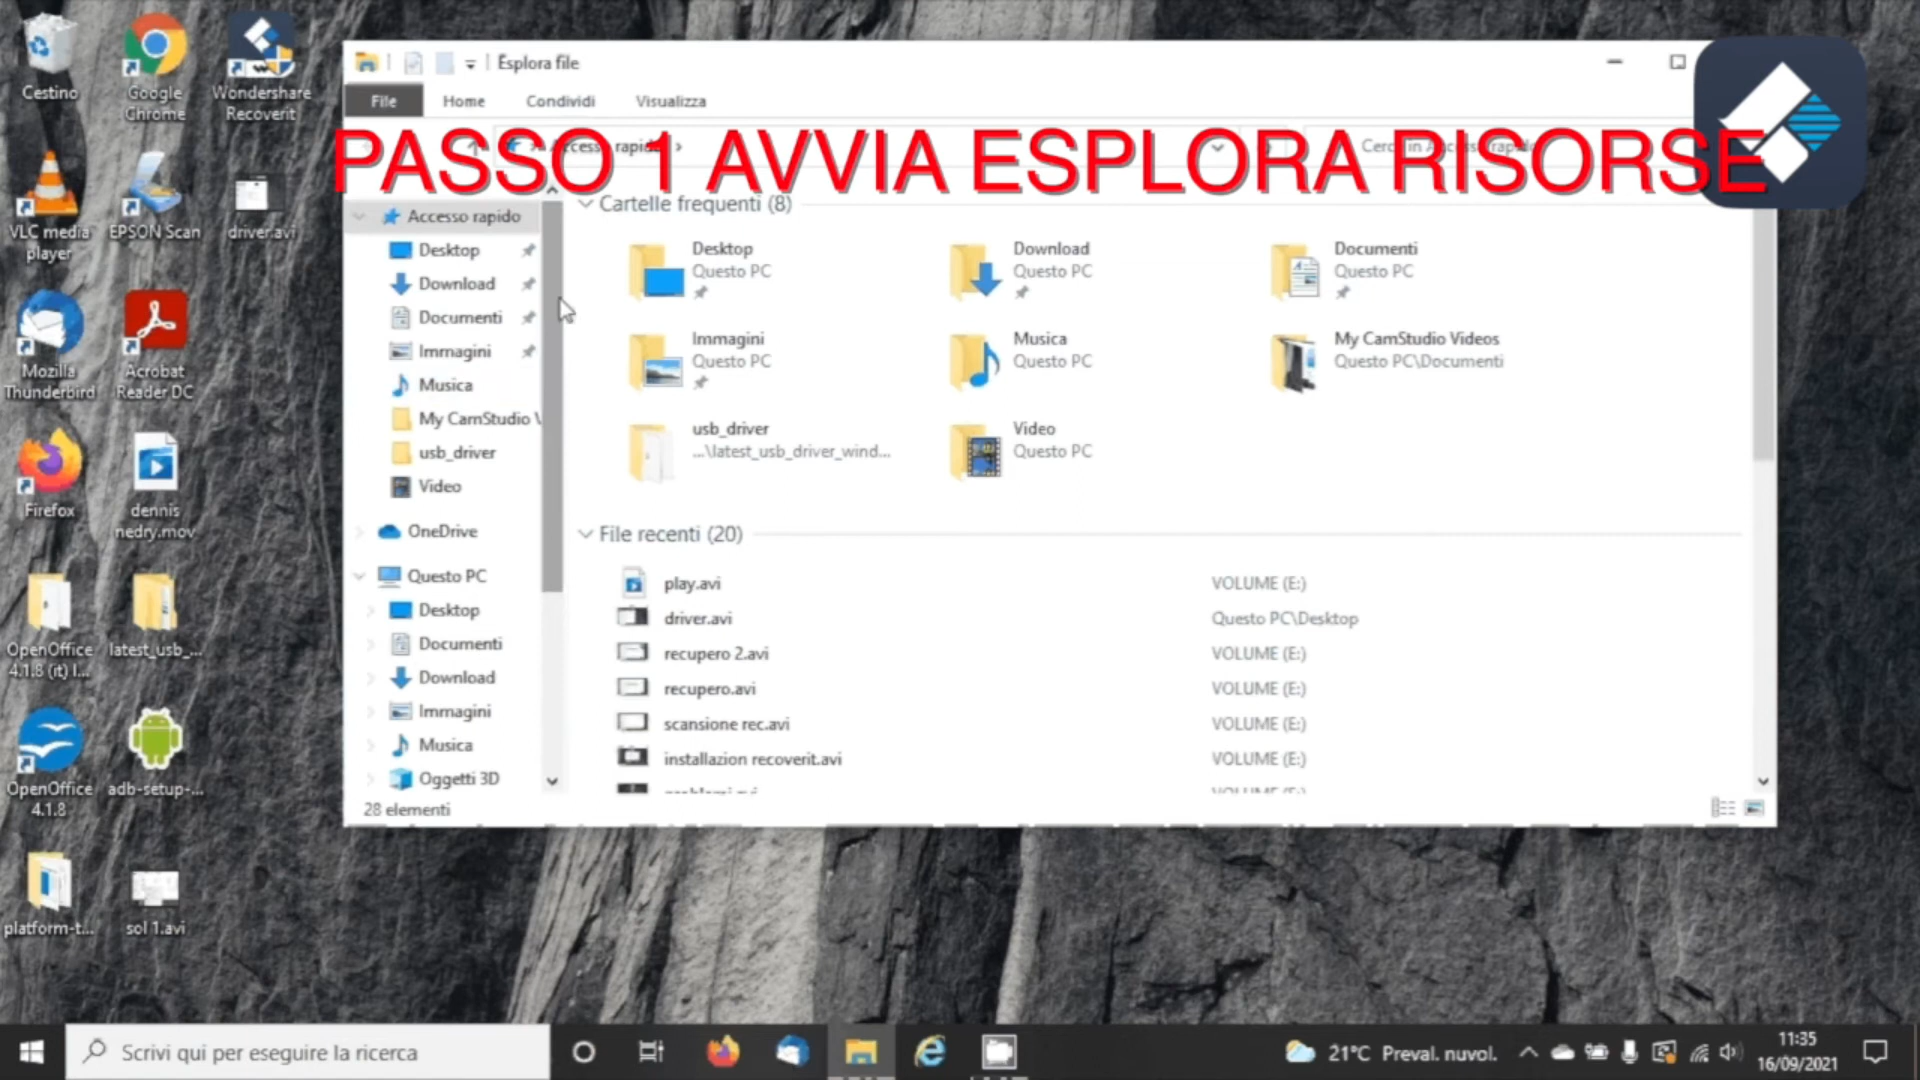 Cestino
Google
Chrome
Wondershare
Recoverit
VLC media
player
EPSON Scan
driver.avi
Mozilla
Thunderbird
Acrobat
Reader DC
Firefox
dennis
nedry.mov
OpenOffice
4.1.8 (it) I...
latest_usb_...
OpenOffice
4.1.8
adb-setup-...
platform-t...
sol 1.avi
Esplora file
File
Home
Condividi
Visualizza
PASSO 1 AVVIA ESPLORA RISORSE
Accesso rapido
Cerca in Accesso rapido
Accesso rapido
Desktop
Download
Documenti
Immagini
Musica
My CamStudio \
usb_driver
Video
OneDrive
Questo PC
Desktop
Documenti
Download
Immagini
Musica
Oggetti 3D
28 elementi
Cartelle frequenti (8)
Desktop
Questo PC
Download
Questo PC
Documenti
Questo PC
Immagini
Questo PC
Musica
Questo PC
My CamStudio Videos
Questo PC\Documenti
usb_driver
...\latest_usb_driver_wind...
Video
Questo PC
File recenti (20)
play.avi VOLUME (E:)
driver.avi Questo PC\Desktop
recupero 2.avi VOLUME (E:)
recupero.avi VOLUME (E:)
scansione rec.avi VOLUME (E:)
installazion recoverit.avi VOLUME (E:)
VOLUME (E:)
Scrivi qui per eseguire la ricerca
21°C Preval. nuvol.
11:35
16/09/2021